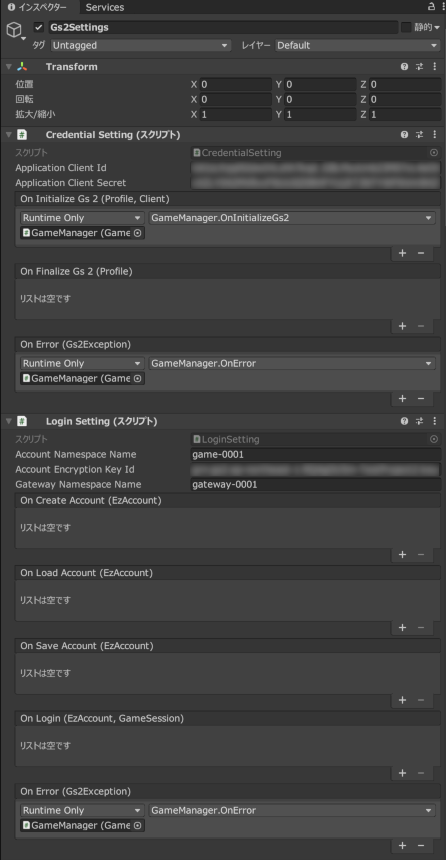 インスペクター Services
Gs2Settings 静的
タグ Untagged レイヤー Default
Transform
位置 X 0 Y 0 Z 0
回転 X 0 Y 0 Z 0
拡大/縮小 X 1 Y 1 Z 1
# Credential Setting (スクリプト)
スクリプト # CredentialSetting
Application Client Id
Application Client Secret
On Initialize Gs 2 (Profile, Client)
Runtime Only GameManager.OnInitializeGs2
# GameManager (Game
+ −
On Finalize Gs 2 (Profile)
リストは空です
+ −
On Error (Gs2Exception)
Runtime Only GameManager.OnError
# GameManager (Game
+ −
# Login Setting (スクリプト)
スクリプト # LoginSetting
Account Namespace Name game-0001
Account Encryption Key Id
Gateway Namespace Name gateway-0001
On Create Account (EzAccount)
リストは空です
+ −
On Load Account (EzAccount)
リストは空です
+ −
On Save Account (EzAccount)
リストは空です
+ −
On Login (EzAccount, GameSession)
リストは空です
+ −
On Error (Gs2Exception)
Runtime Only GameManager.OnError
# GameManager (Game
+ −